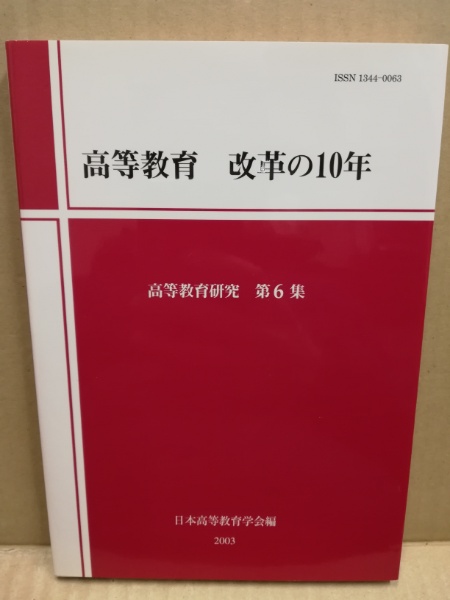 ISSN 1344-0063
高等教育　改革の10年
高等教育研究　第6集
日本高等教育学会編
2003